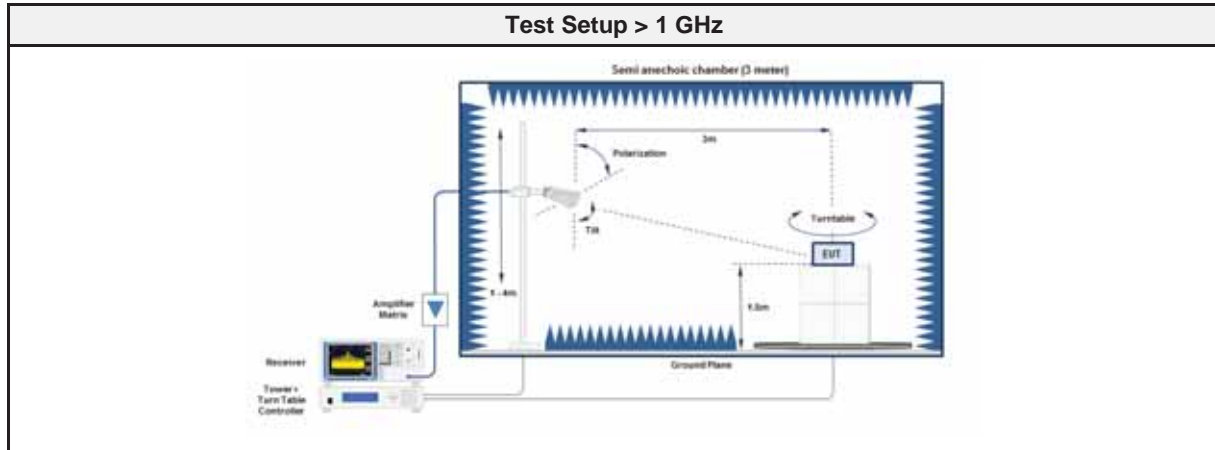 Test Setup > 1 GHz
Semi anechoic chamber (3 meter)
3m
Polarization
Turntable
Tilt
EUT
1 - 4m
1.5m
Amplifier
Matrix
Receiver
Ground Plane
Tower+
Turn Table
Controller